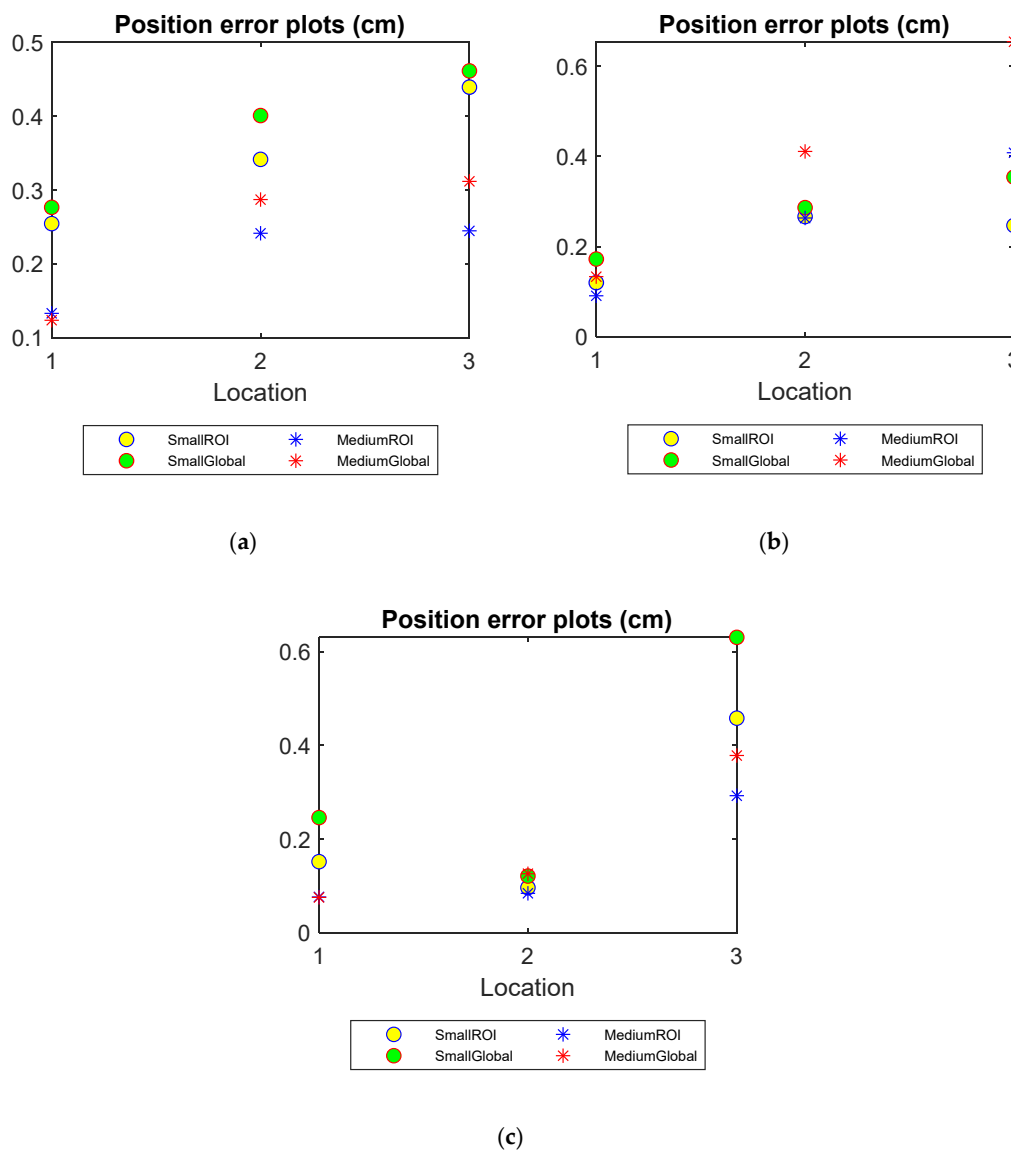 Position error plots (cm)
0.5
0.4
0.3
0.2
0.1
1 2 3
Location
SmallROI MediumROI
SmallGlobal MediumGlobal
(a)
Position error plots (cm)
0.6
0.4
0.2
0
1 2 3
Location
SmallROI MediumROI
SmallGlobal MediumGlobal
(b)
Position error plots (cm)
0.6
0.4
0.2
0
1 2 3
Location
SmallROI MediumROI
SmallGlobal MediumGlobal
(c)